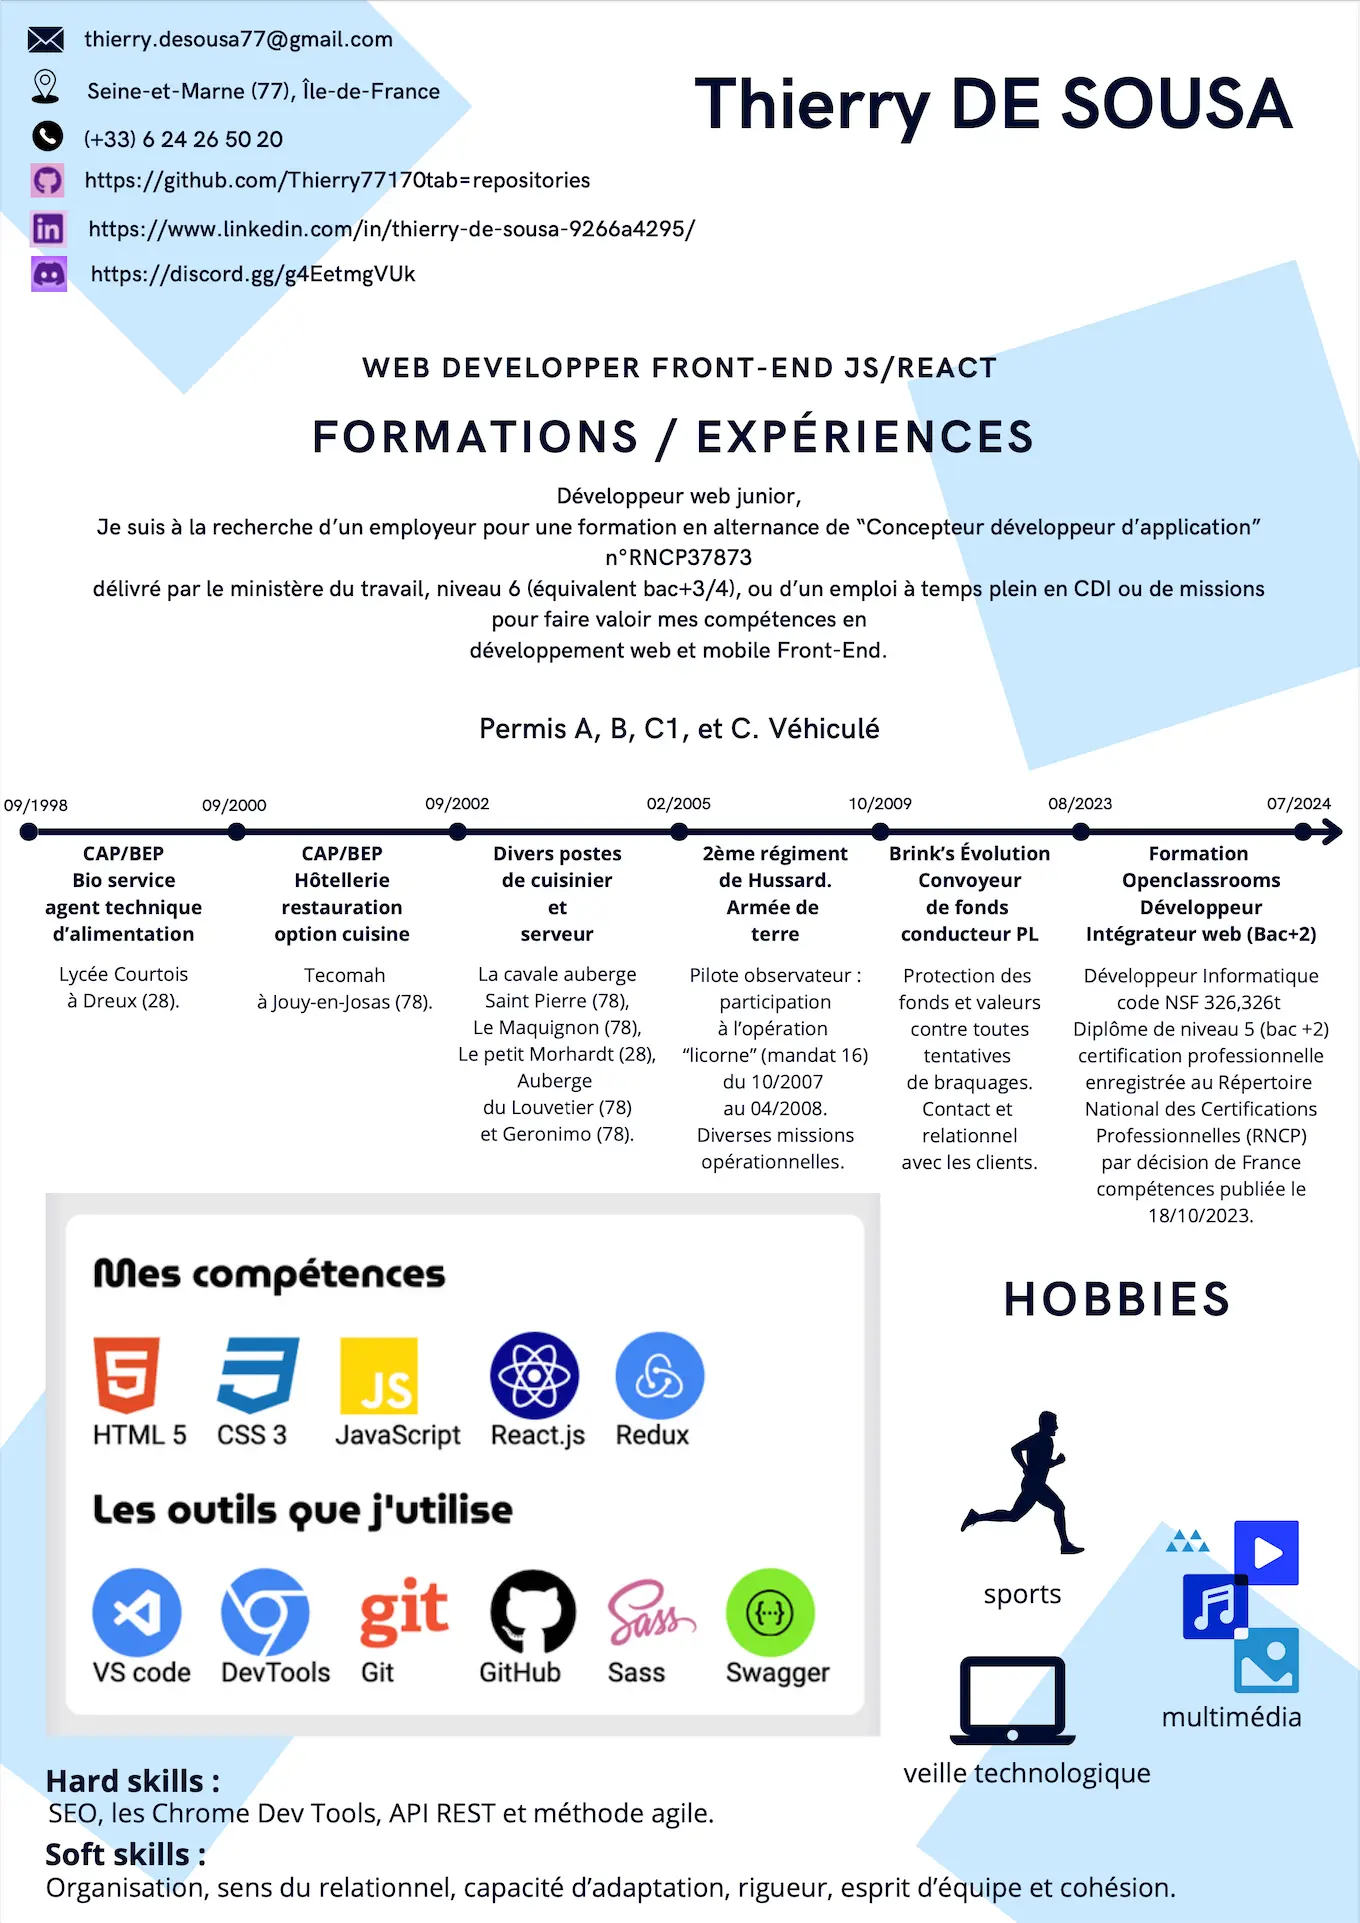 thierry.desousa77@gmail.com
Seine-et-Marne (77), Île-de-France
(+33) 6 24 26 50 20
https://github.com/Thierry77170tab=repositories
https://www.linkedin.com/in/thierry-de-sousa-9266a4295/
https://discord.gg/g4EetmgVUk
Thierry DE SOUSA
WEB DEVELOPPER FRONT-END JS/REACT
FORMATIONS / EXPÉRIENCES
Développeur web junior,
Je suis à la recherche d’un employeur pour une formation en alternance de “Concepteur développeur d’application”
n°RNCP37873
délivré par le ministère du travail, niveau 6 (équivalent bac+3/4), ou d’un emploi à temps plein en CDI ou de missions
pour faire valoir mes compétences en
développement web et mobile Front-End.
Permis A, B, C1, et C. Véhiculé
09/1998
CAP/BEP
Bio service
agent technique
d’alimentation
Lycée Courtois
à Dreux (28).
09/2000
CAP/BEP
Hôtellerie
restauration
option cuisine
Tecomah
à Jouy-en-Josas (78).
09/2002
Divers postes
de cuisinier
et
serveur
La cavale auberge
Saint Pierre (78),
Le Maquignon (78),
Le petit Morhardt (28),
Auberge
du Louvetier (78)
et Geronimo (78).
02/2005
2ème régiment
de Hussard.
Armée de
terre
Pilote observateur :
participation
à l’opération
“licorne” (mandat 16)
du 10/2007
au 04/2008.
Diverses missions
opérationnelles.
10/2009
Brink’s Évolution
Convoyeur
de fonds
conducteur PL
Protection des
fonds et valeurs
contre toutes
tentatives
de braquages.
Contact et
relationnel
avec les clients.
08/2023
07/2024
Formation
Openclassrooms
Développeur
Intégrateur web (Bac+2)
Développeur Informatique
code NSF 326,326t
Diplôme de niveau 5 (bac +2)
certification professionnelle
enregistrée au Répertoire
National des Certifications
Professionnelles (RNCP)
par décision de France
compétences publiée le
18/10/2023.
Mes compétences
5
JS
HTML 5 CSS 3 JavaScript React.js Redux
Les outils que j'utilise
git
Sass
{···}
VS code DevTools Git GitHub Sass Swagger
HOBBIES
sports
multimédia
veille technologique
Hard skills :
SEO, les Chrome Dev Tools, API REST et méthode agile.
Soft skills :
Organisation, sens du relationnel, capacité d’adaptation, rigueur, esprit d’équipe et cohésion.